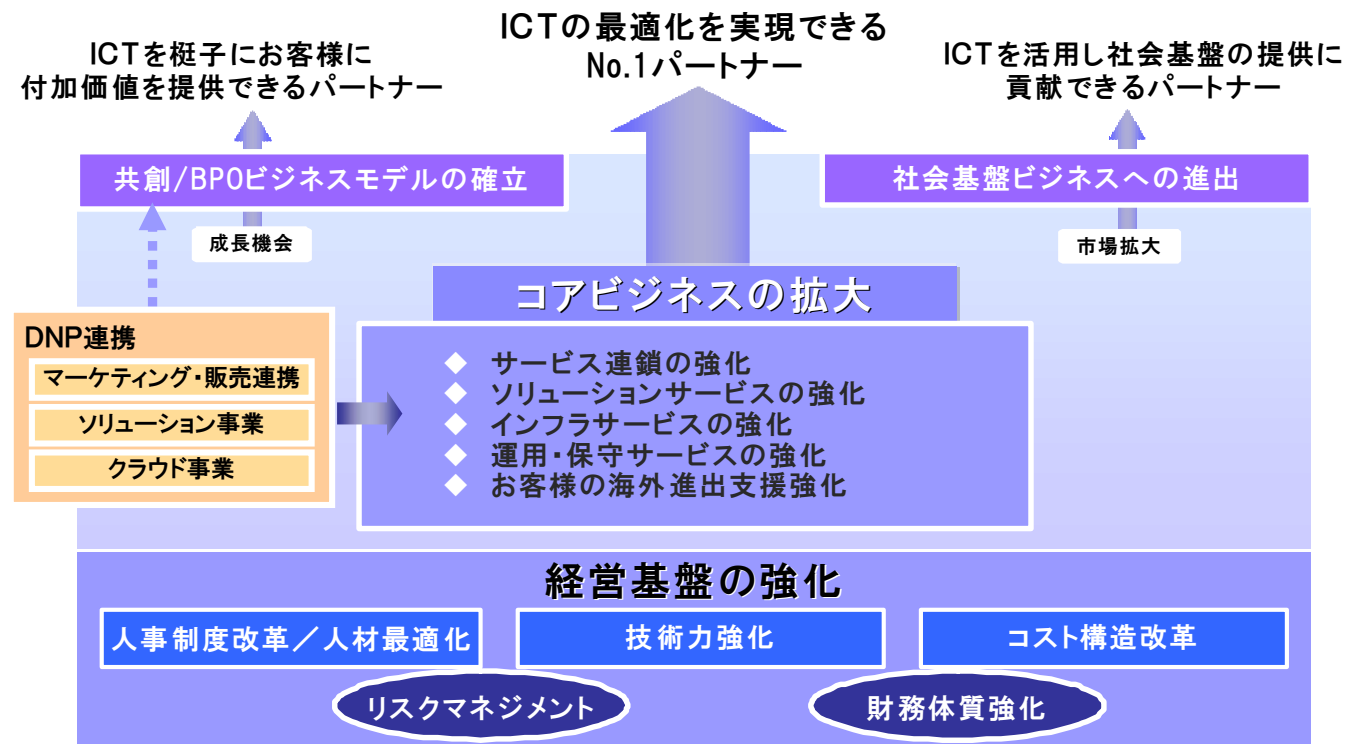 ICTの最適化を実現できる
No.1パートナー
ICTを梃子にお客様に
付加価値を提供できるパートナー
ICTを活用し社会基盤の提供に
貢献できるパートナー
共創/BPOビジネスモデルの確立
社会基盤ビジネスへの進出
成長機会
市場拡大
コアビジネスの拡大
DNP連携
マーケティング・販売連携
ソリューション事業
クラウド事業
◆ サービス連鎖の強化
◆ ソリューションサービスの強化
◆ インフラサービスの強化
◆ 運用・保守サービスの強化
◆ お客様の海外進出支援強化
経営基盤の強化
人事制度改革／人材最適化
技術力強化
コスト構造改革
リスクマネジメント
財務体質強化